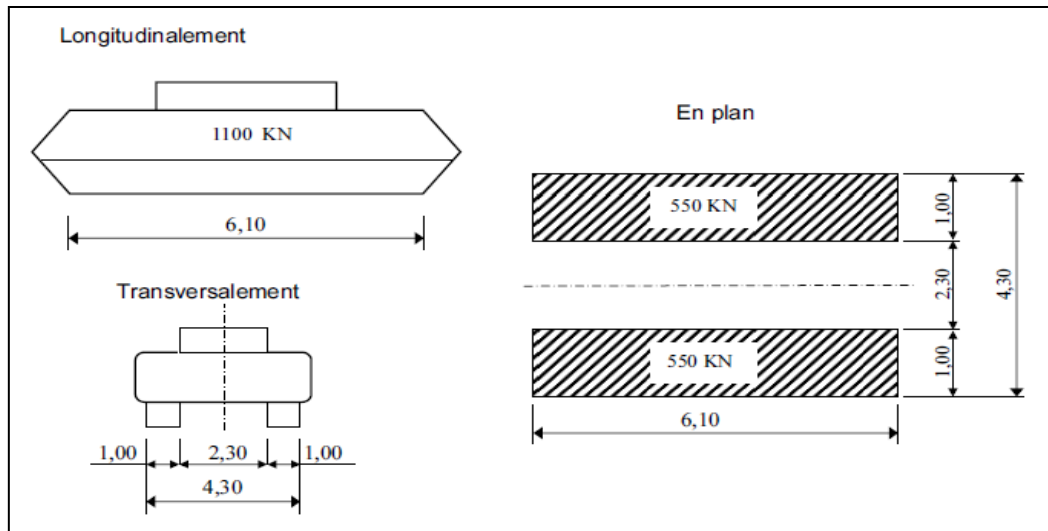 Longitudinalement
1100 KN
6,10
Transversalement
1,00
2,30
1,00
4,30
En plan
550 KN
550 KN
1,00
2,30
1,00
4,30
6,10